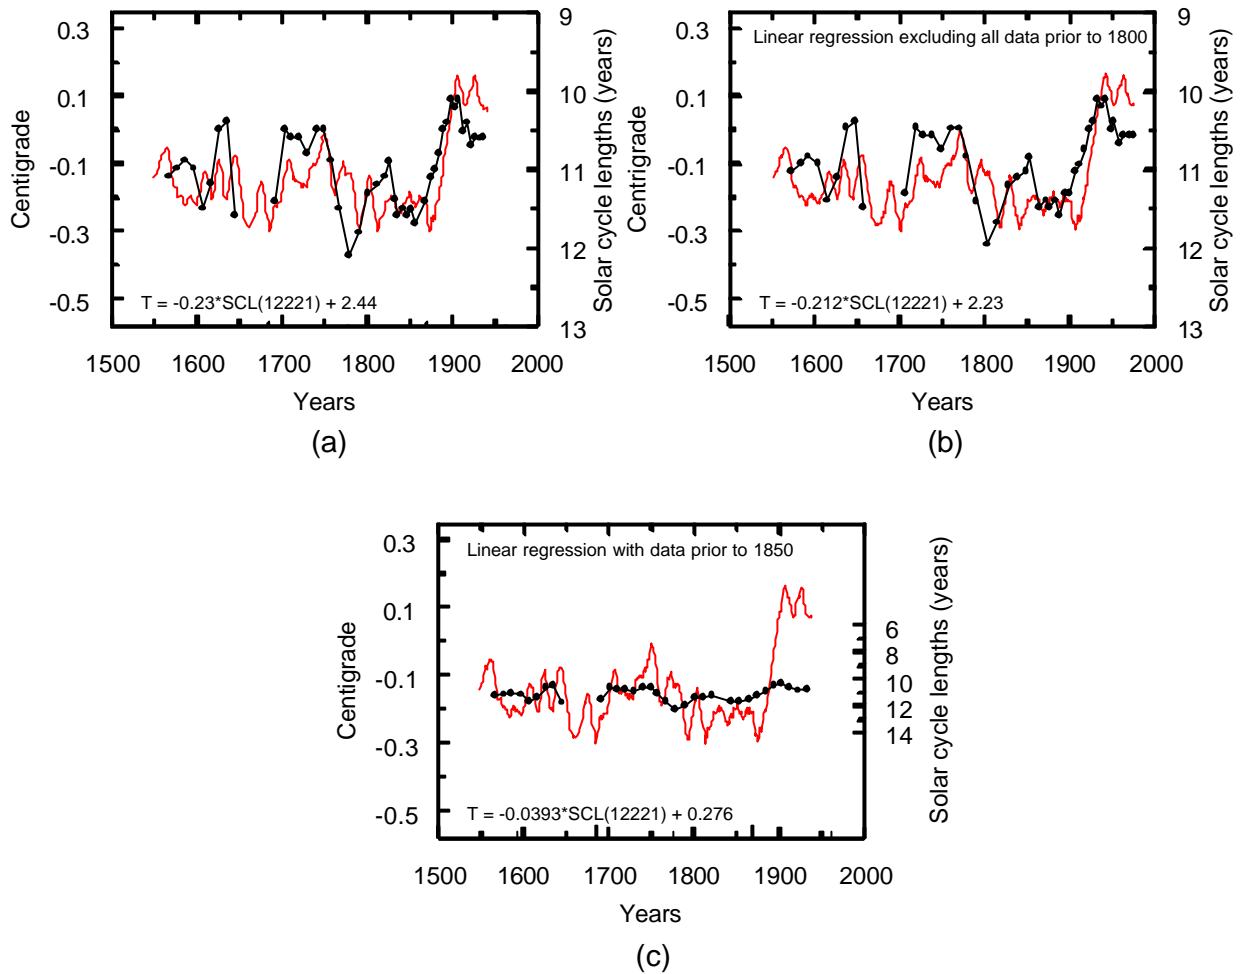 0.3
0.1
-0.1
-0.3
-0.5
Centigrade
9
10
11
12
13
Solar cycle lengths (years)
T = -0.23*SCL(12221) + 2.44
1500 1600 1700 1800 1900 2000
Years
(a)
0.3
0.1
-0.1
-0.3
-0.5
Centrigrade
Linear regression excluding all data prior to 1800
9
10
11
12
13
Solar cycle lengths (years)
T = -0.212*SCL(12221) + 2.23
1500 1600 1700 1800 1900 2000
Years
(b)
0.3
0.1
-0.1
-0.3
-0.5
Centigrade
Linear regression with data prior to 1850
6
8
10
12
14
Solar cycle lengths (years)
T = -0.0393*SCL(12221) + 0.276
1500 1600 1700 1800 1900 2000
Years
(c)